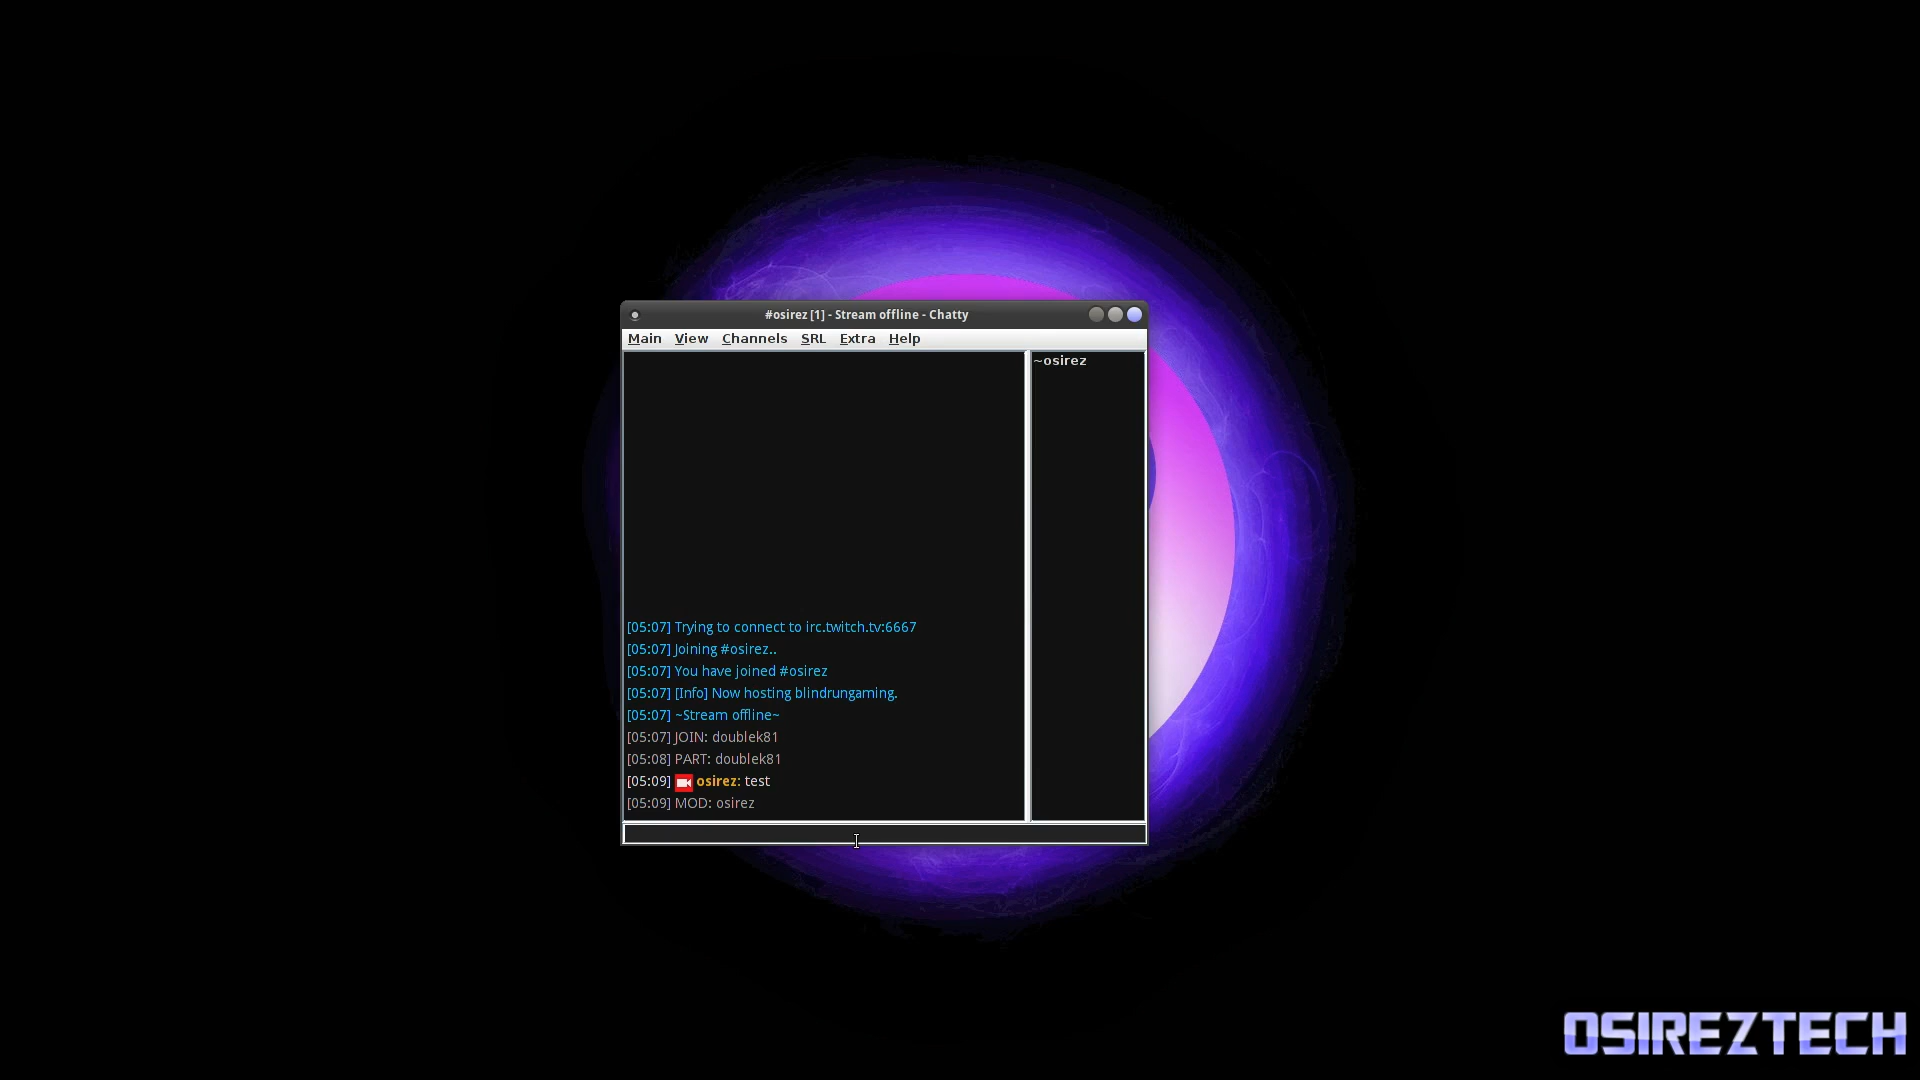 #osirez [1] - Stream offline - Chatty
Main View Channels SRL Extra Help
~osirez
[05:07] Trying to connect to irc.twitch.tv:6667
[05:07] Joining #osirez..
[05:07] You have joined #osirez
[05:07] [Info] Now hosting blindrungaming.
[05:07] ~Stream offline~
[05:07] JOIN: doublek81
[05:08] PART: doublek81
[05:09] osirez: test
[05:09] MOD: osirez
OSIREZTECH